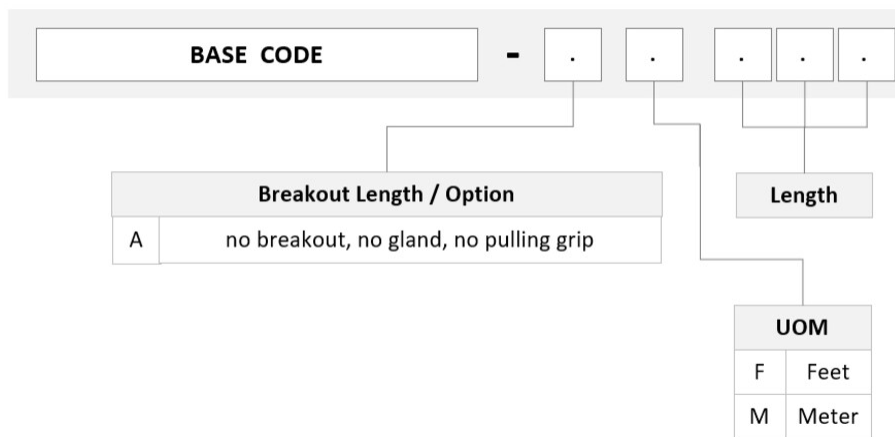 BASE CODE - . . . . .
Breakout Length / Option
A no breakout, no gland, no pulling grip
Length
UOM
F Feet
M Meter